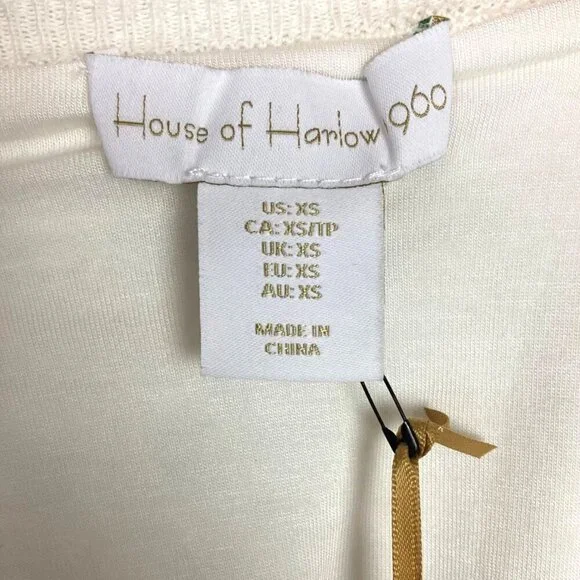 House of Harlow 1960
US: XS
CA: XS/TP
UK: XS
EU: XS
AU: XS
MADE IN
CHINA